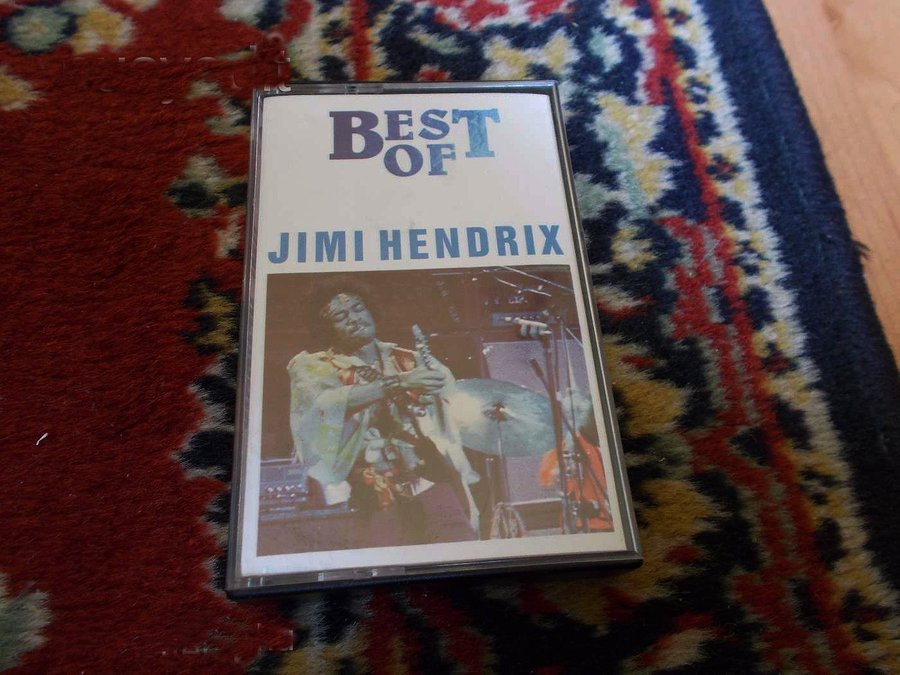 BEST
OF
JIMI HENDRIX